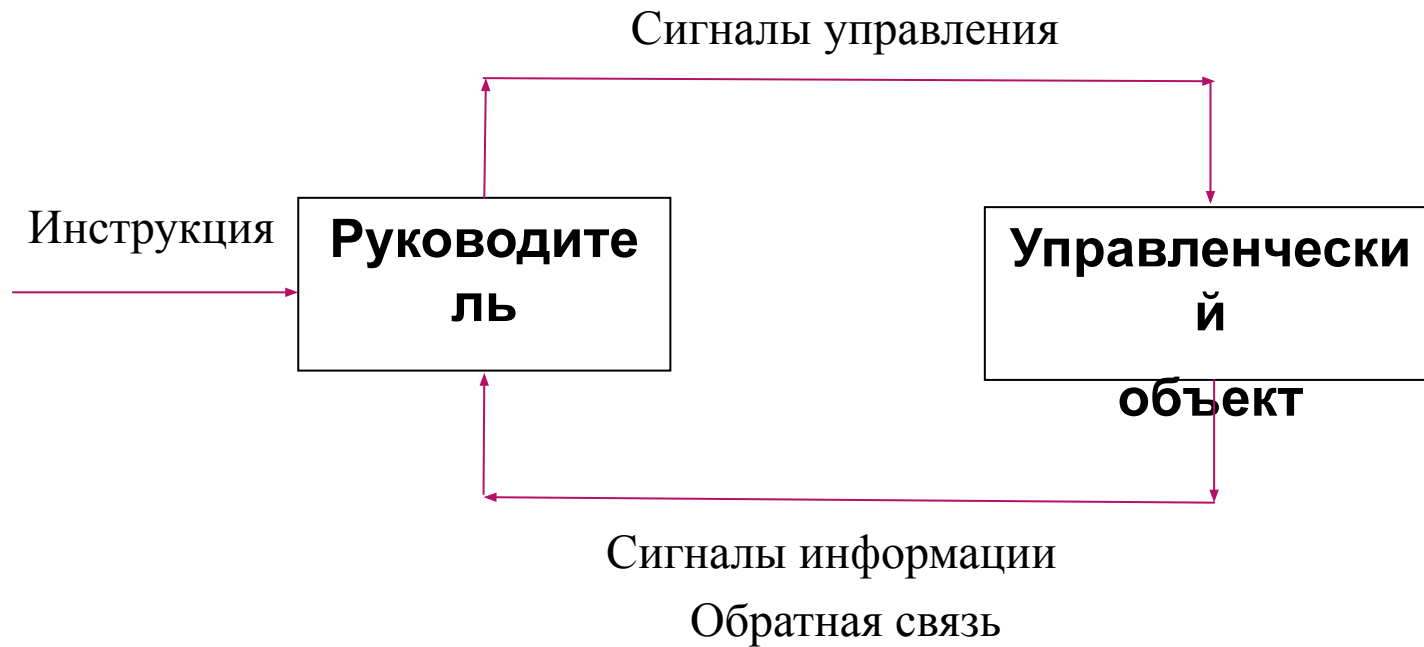 Сигналы управления
Инструкция
Руководите
ль
Управленчески
й
объект
Сигналы информации
Обратная связь